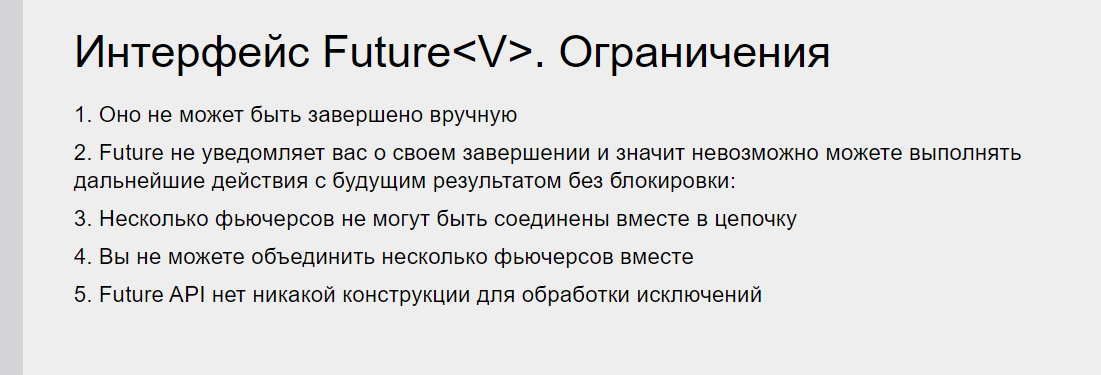 Интерфейс Future<V>. Ограничения
1. Оно не может быть завершено вручную
2. Future не уведомляет вас о своем завершении и значит невозможно можете выполнять
дальнейшие действия с будущим результатом без блокировки:
3. Несколько фьючерсов не могут быть соединены вместе в цепочку
4. Вы не можете объединить несколько фьючерсов вместе
5. Future API нет никакой конструкции для обработки исключений